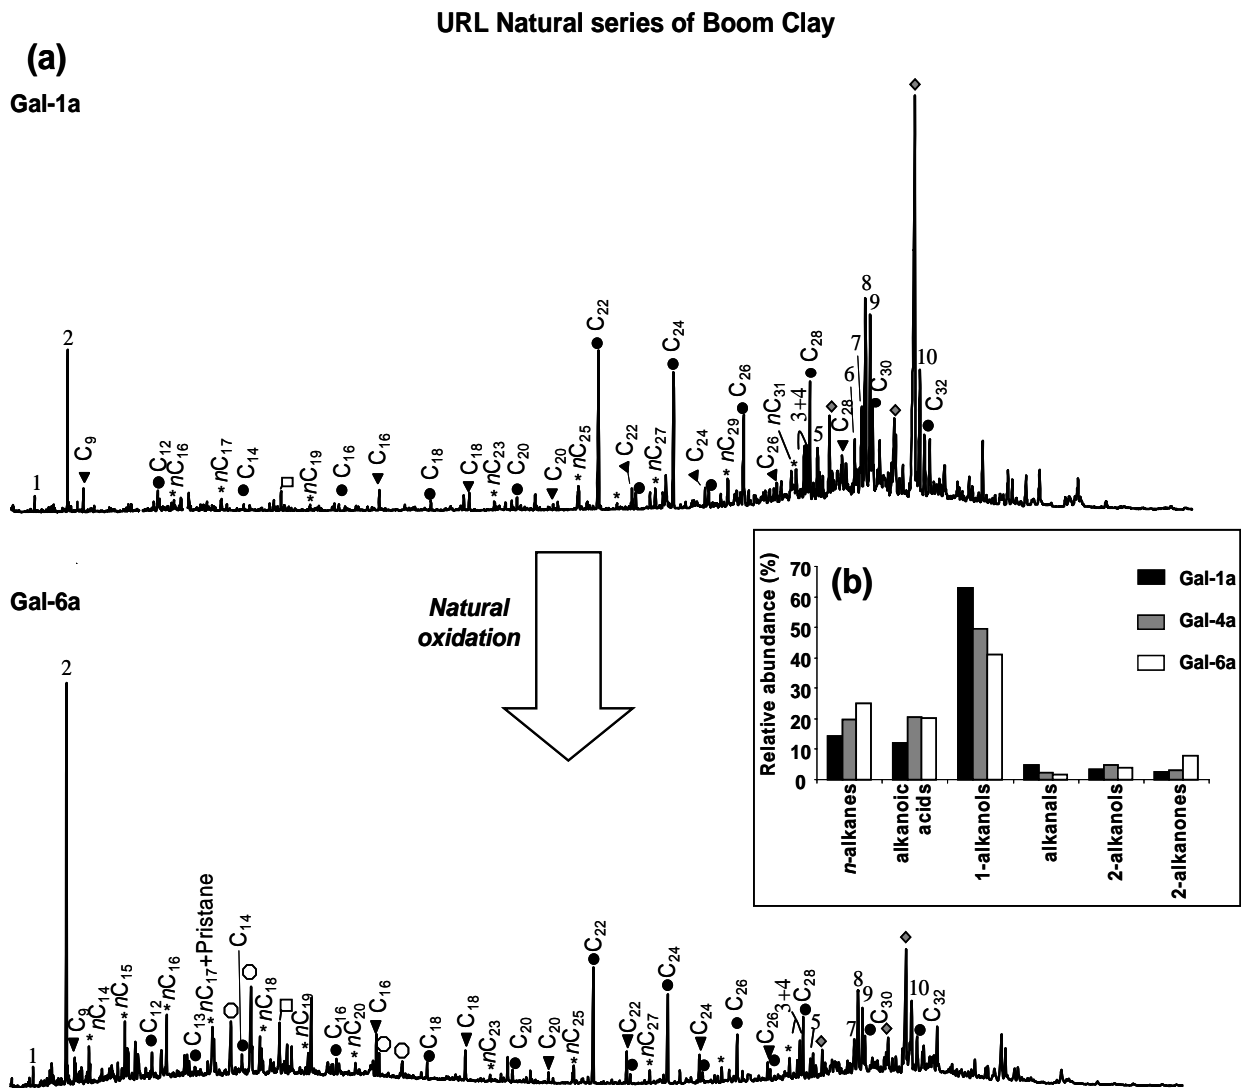 URL Natural series of Boom Clay
(a)
Gal-1a
1
2
C9
C12
*nC16
*nC17
C14
*nC19
C16
C16
C18
C18
*nC23
C20
C20
*nC25
C22
*
C22
*nC27
C24
C24
*nC29
C26
C26
nC31
*
3+4
C28
5
C28
6
7
8
9
C30
10
C32
Natural
oxidation
(b)
Relative abundance (%)
70
60
50
40
30
20
10
0
n-alkanes
alkanoic
acids
1-alkanols
alkanals
2-alkanols
2-alkanones
Gal-1a
Gal-4a
Gal-6a
Gal-6a
1
2
C9
*nC14
*nC15
C12
*nC16
C13
*nC17+Pristane
C14
*nC18
*nC19
C16
*nC20
C16
C18
C18
*nC23
C20
C20
*nC25
C22
C22
*nC27
C24
C24
*
C26
C26
*
3+4
C28
5
7
8
9
C30
10
C32